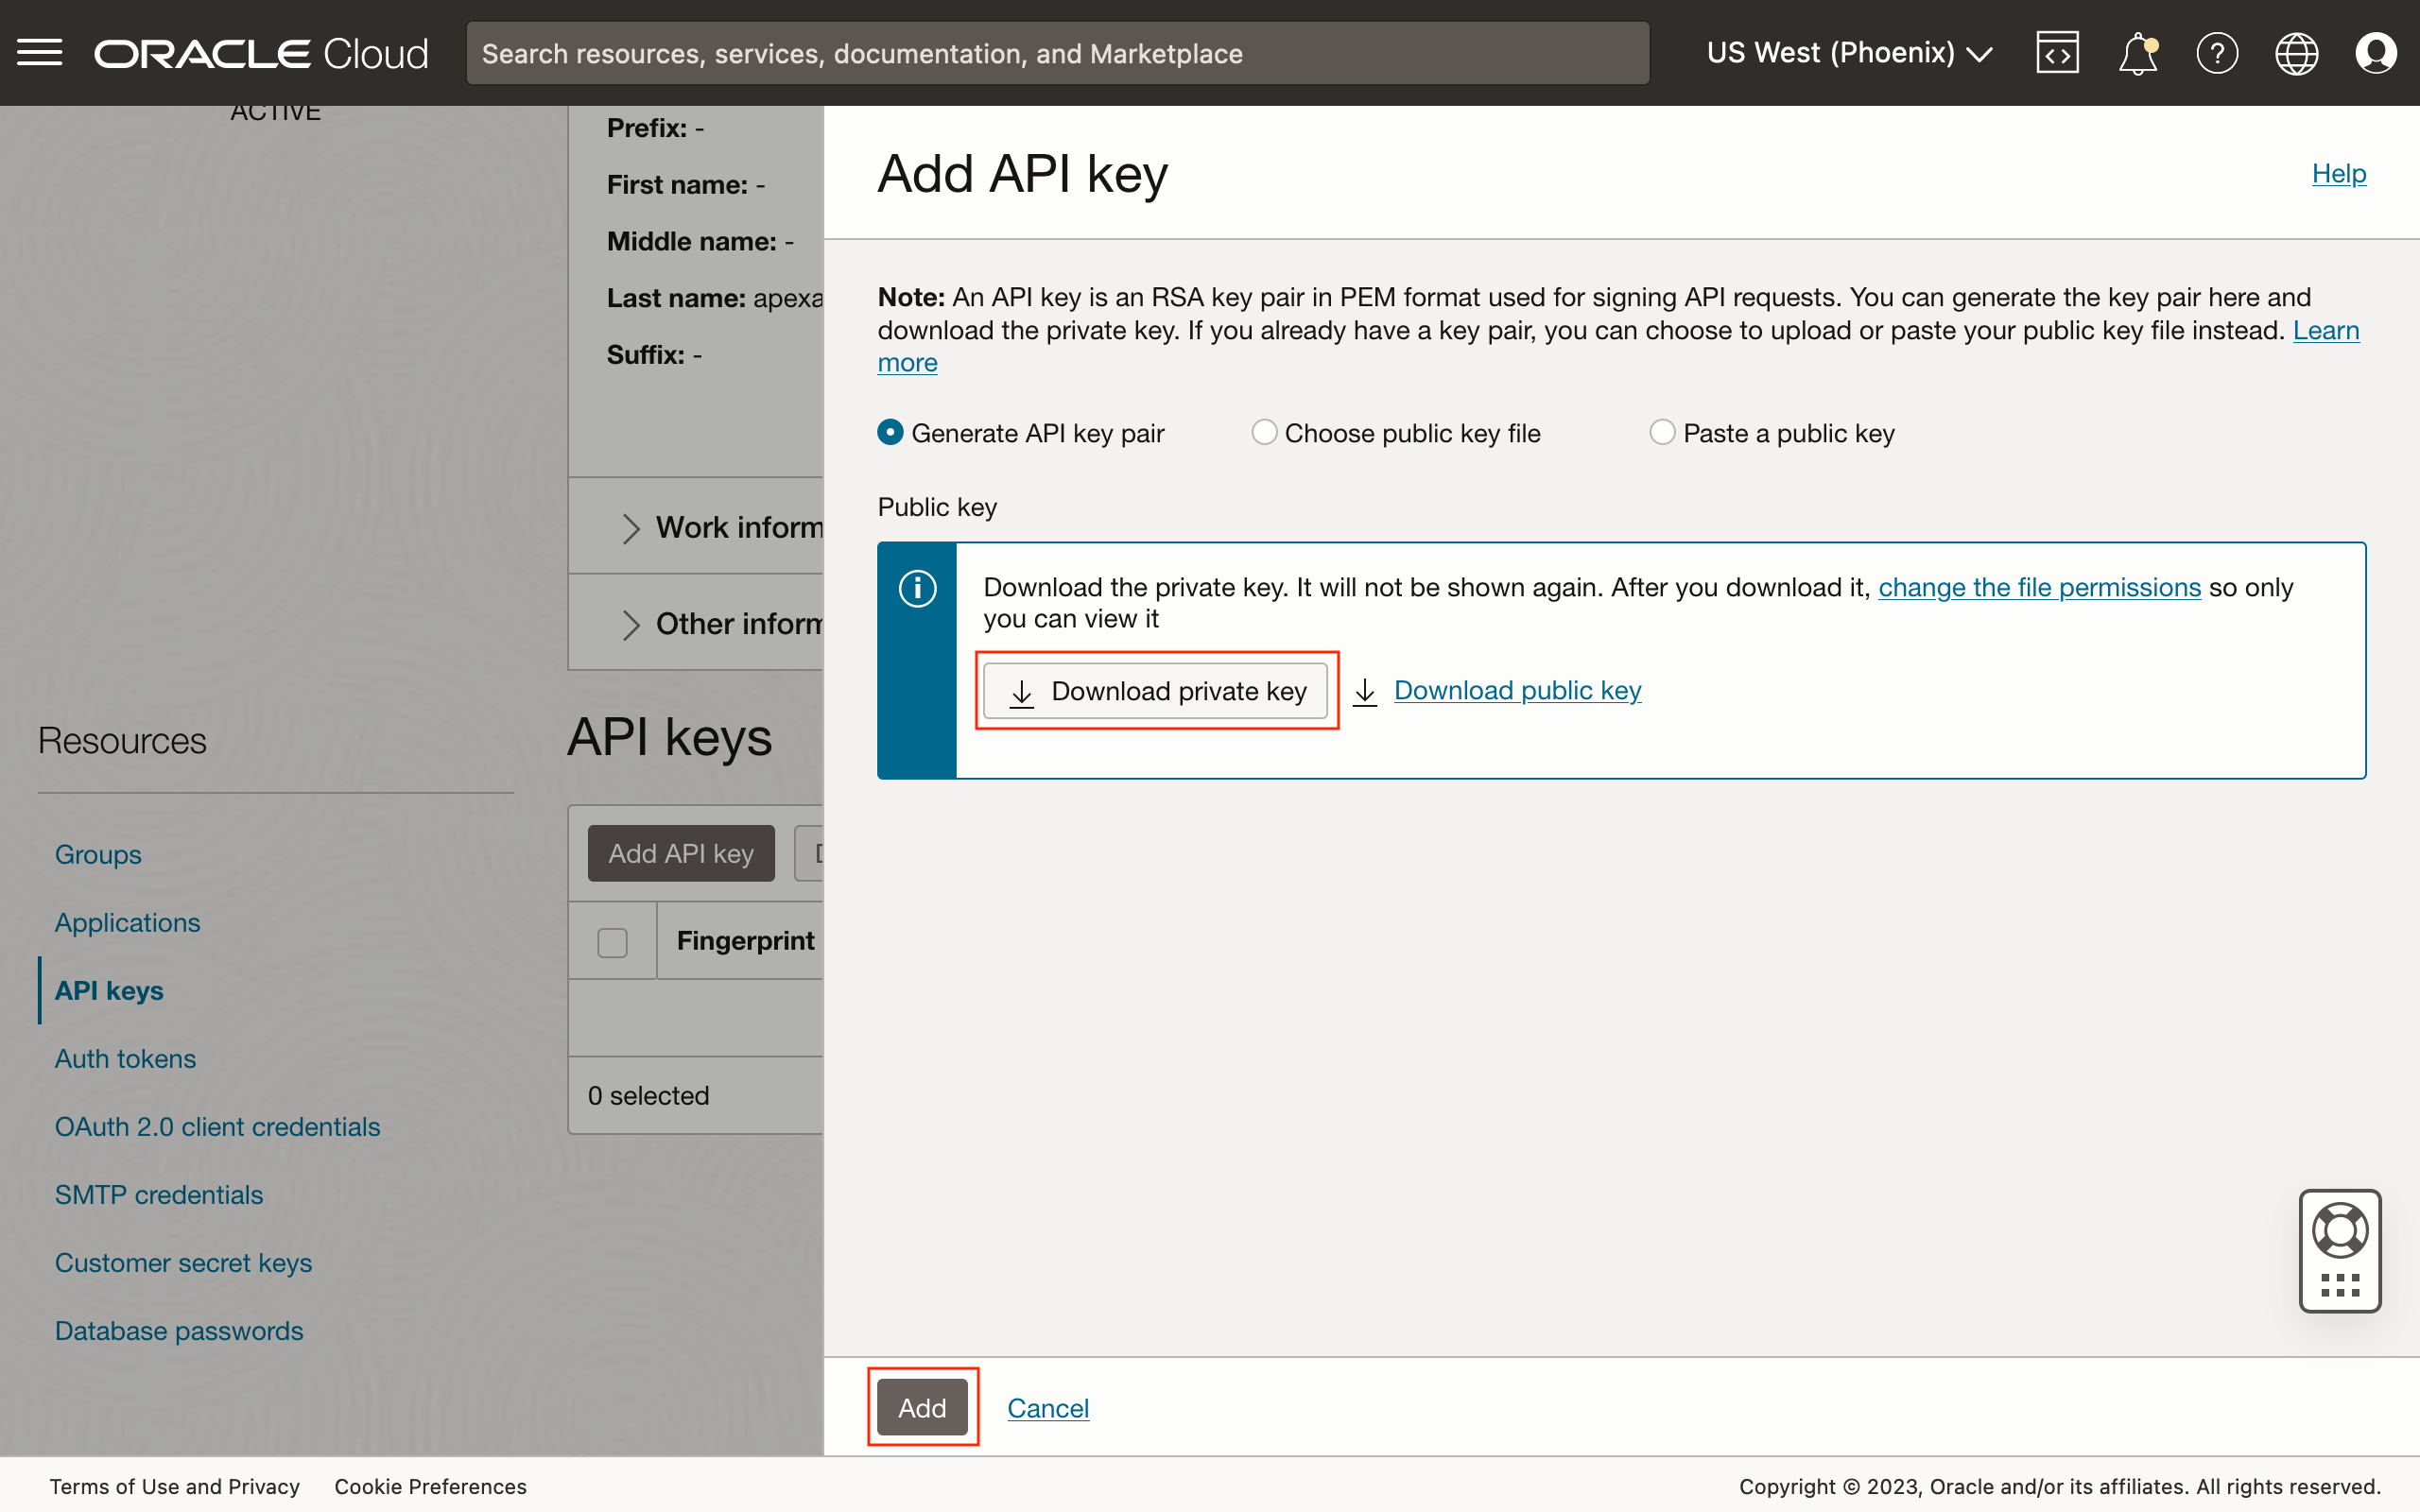 ORACLE Cloud
Search resources, services, documentation, and Marketplace
US West (Phoenix)
ACTIVE
Prefix: -
First name: -
Middle name: -
Last name: apexa
Suffix: -
Work inform
Other inform
Resources
Groups
Applications
API keys
Auth tokens
OAuth 2.0 client credentials
SMTP credentials
Customer secret keys
Database passwords
API keys
Add API key
Fingerprint
0 selected
Add API key
Help
Note: An API key is an RSA key pair in PEM format used for signing API requests. You can generate the key pair here and
download the private key. If you already have a key pair, you can choose to upload or paste your public key file instead. Learn
more
Generate API key pair
Choose public key file
Paste a public key
Public key
Download the private key. It will not be shown again. After you download it, change the file permissions so only
you can view it
Download private key
Download public key
Add
Cancel
Terms of Use and Privacy
Cookie Preferences
Copyright © 2023, Oracle and/or its affiliates. All rights reserved.